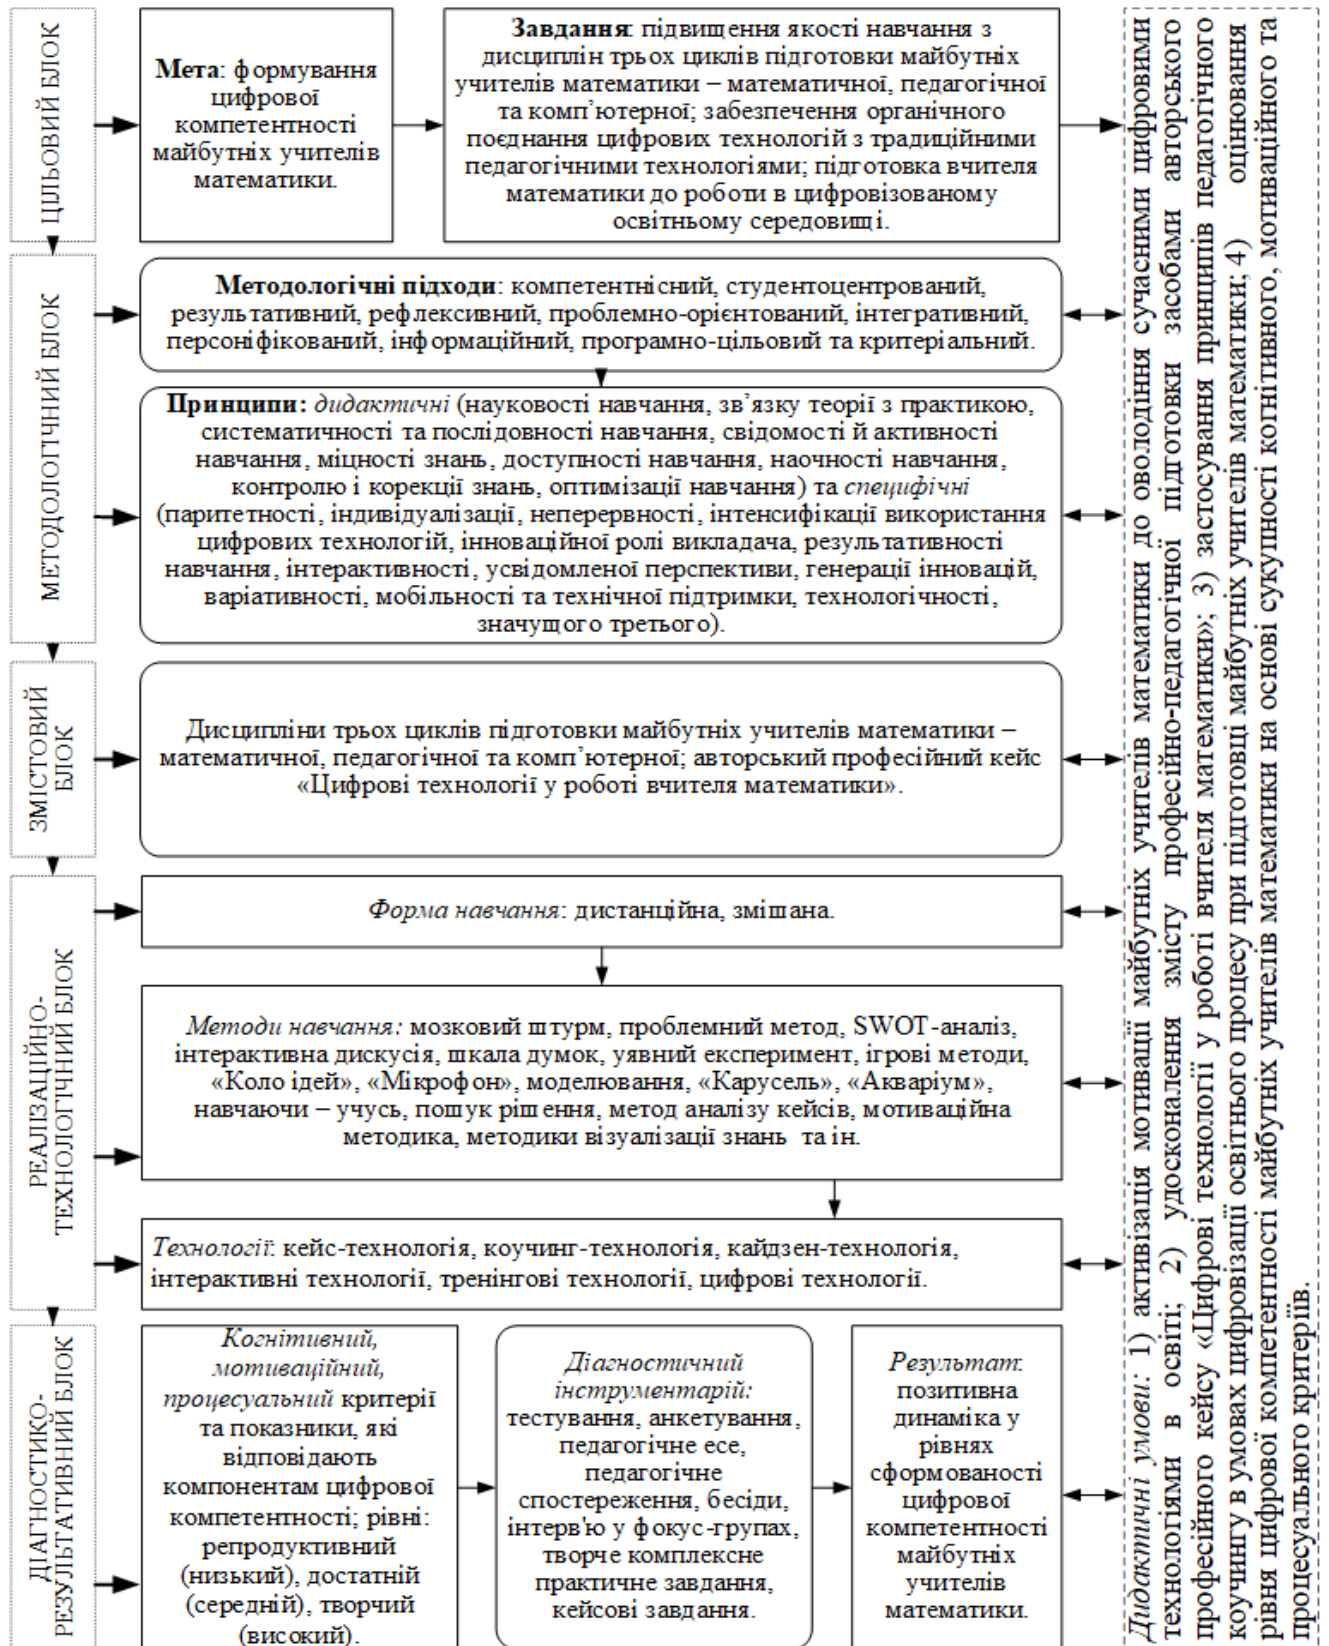 ЦІЛЬОВИЙ БЛОК
Мета: формування
цифрової
компетентності
майбутніх учителів
математики.
Завдання: підвищення якості навчання з
дисциплін трьох циклів підготовки майбутніх
учителів математики – математичної, педагогічної
та комп’ютерної; забезпечення органічного
поєднання цифрових технологій з традиційними
педагогічними технологіями; підготовка вчителя
математики до роботи в цифровізованому
освітньому середовищі.
МЕТОДОЛОГІЧНИЙ БЛОК
Методологічні підходи: компетентнісний, студентоцентрований,
результативний, рефлексивний, проблемно-орієнтований, інтегративний,
персоніфікований, інформаційний, програмно-цільовий та критеріальний.
Принципи: дидактичні (науковості навчання, зв’язку теорії з практикою,
систематичності та послідовності навчання, свідомості й активності
навчання, міцності знань, доступності навчання, наочності навчання,
контролю і корекції знань, оптимізації навчання) та специфічні
(паритетності, індивідуалізації, неперервності, інтенсифікації використання
цифрових технологій, інноваційної ролі викладача, результативності
навчання, інтерактивності, усвідомленої перспективи, генерації інновацій,
варіативності, мобільності та технічної підтримки, технологічності,
значущого третього).
ЗМІСТОВИЙ
БЛОК
Дисципліни трьох циклів підготовки майбутніх учителів математики –
математичної, педагогічної та комп’ютерної; авторський професійний кейс
«Цифрові технології у роботі вчителя математики».
РЕАЛІЗАЦІЙНО-
ТЕХНОЛОГІЧНИЙ БЛОК
Форма навчання: дистанційна, змішана.
Методи навчання: мозковий штурм, проблемний метод, SWOT-аналіз,
інтерактивна дискусія, шкала думок, уявний експеримент, ігрові методи,
«Коло ідей», «Мікрофон», моделювання, «Карусель», «Акваріум»,
навчаючи – учусь, пошук рішення, метод аналізу кейсів, мотиваційна
методика, методики візуалізації знань та ін.
Технології: кейс-технологія, коучинг-технологія, кайдзен-технологія,
інтерактивні технології, тренінгові технології, цифрові технології.
ДІАГНОСТИКО-
РЕЗУЛЬТАТИВНИЙ БЛОК
Когнітивний,
мотиваційний,
процесуальний критерії
та показники, які
відповідають
компонентам цифрової
компетентності; рівні:
репродуктивний
(низький), достатній
(середній), творчий
(високий).
Діагностичний
інструментарій:
тестування, анкетування,
педагогічне есе,
педагогічне
спостереження, бесіди,
інтерв'ю у фокус-групах,
творче комплексне
практичне завдання,
кейсові завдання.
Результат:
позитивна
динаміка у
рівнях
сформованості
цифрової
компетентності
майбутніх
учителів
математики.
Дидактичні умови: 1) активізація мотивації майбутніх учителів математики до оволодіння сучасними цифровими
технологіями в освіті; 2) удосконалення змісту професійно-педагогічної підготовки засобами авторського
професійного кейсу «Цифрові технології у роботі вчителя математики»; 3) застосування принципів педагогічного
коучингу в умовах цифровізації освітнього процесу при підготовці майбутніх учителів математики; 4) оцінювання
рівня цифрової компетентності майбутніх учителів математики на основі сукупності когнітивного, мотиваційного та
процесуального критеріїв.